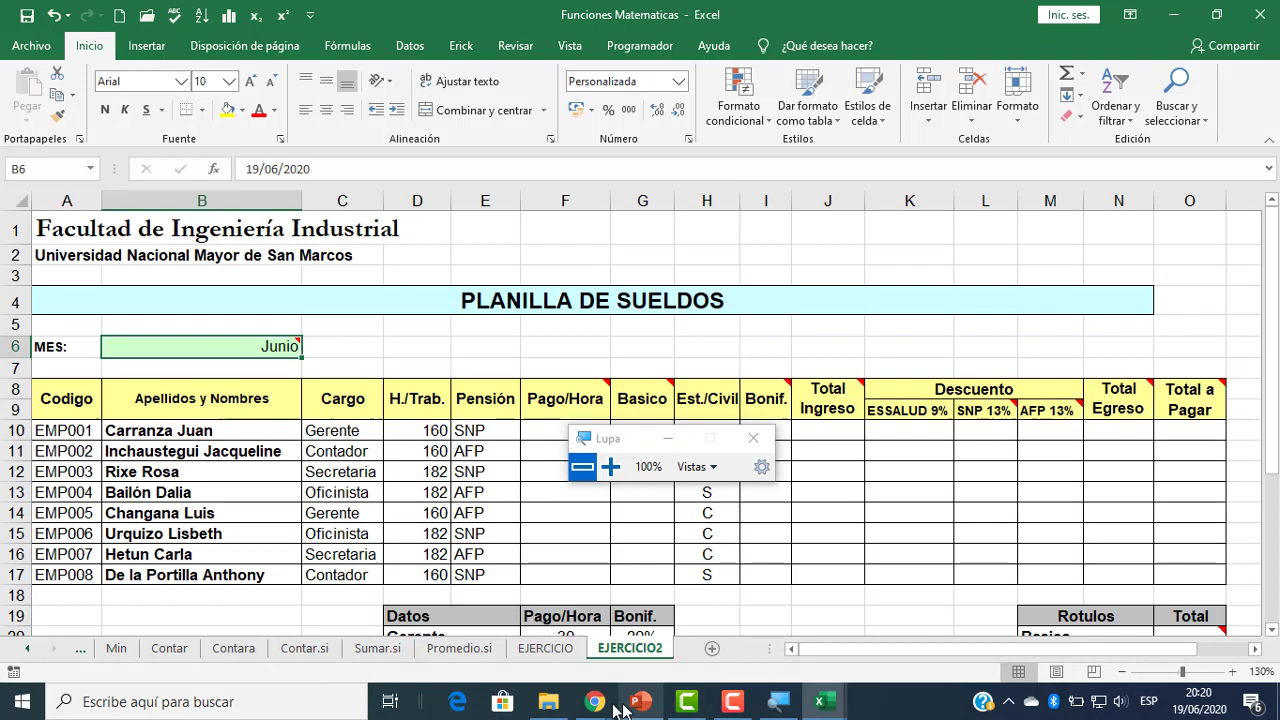 Funciones Matematicas - Excel
Inic. ses.
Archivo Inicio Insertar Disposición de página Fórmulas Datos Erick Revisar Vista Programador Ayuda ¿Qué desea hacer? Compartir
Pegar
Arial 10
Ajustar texto
Personalizada
N K S
Combinar y centrar
% 000
Formato condicional
Dar formato como tabla
Estilos de celda
Insertar Eliminar Formato
Ordenar y filtrar
Buscar y seleccionar
Portapapeles Fuente Alineación Número Estilos Celdas Edición
B6 fx 19/06/2020
A B C D E F G H I J K L M N O
1 Facultad de Ingeniería Industrial
2 Universidad Nacional Mayor de San Marcos
3
4 PLANILLA DE SUELDOS
5
6 MES: Junio
7
8 Codigo Apellidos y Nombres Cargo H./Trab. Pensión Pago/Hora Basico Est./Civil Bonif. Total Ingreso Descuento Total Egreso Total a Pagar
9 ESSALUD 9% SNP 13% AFP 13%
10 EMP001 Carranza Juan Gerente 160 SNP
11 EMP002 Inchaustegui Jacqueline Contador 160 AFP
12 EMP003 Rixe Rosa Secretaria 182 SNP
13 EMP004 Bailón Dalia Oficinista 182 AFP S
14 EMP005 Changana Luis Gerente 160 AFP C
15 EMP006 Urquizo Lisbeth Oficinista 182 SNP C
16 EMP007 Hetun Carla Secretaria 182 AFP C
17 EMP008 De la Portilla Anthony Contador 160 SNP S
Lupa
100% Vistas
18
19 Datos Pago/Hora Bonif. Rotulos Total
... Min Contar Contara Contar.si Sumar.si Promedio.si EJERCICIO EJERCICIO2
130%
Escribe aquí para buscar
ESP
20:20
19/06/2020
6